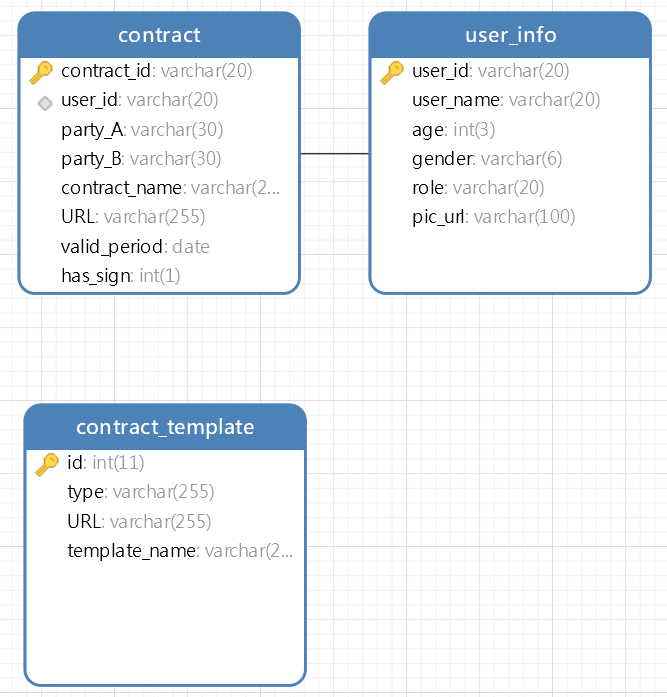 contract
contract_id: varchar(20)
user_id: varchar(20)
party_A: varchar(30)
party_B: varchar(30)
contract_name: varchar(2...
URL: varchar(255)
valid_period: date
has_sign: int(1)
user_info
user_id: varchar(20)
user_name: varchar(20)
age: int(3)
gender: varchar(6)
role: varchar(20)
pic_url: varchar(100)
contract_template
id: int(11)
type: varchar(255)
URL: varchar(255)
template_name: varchar(2...